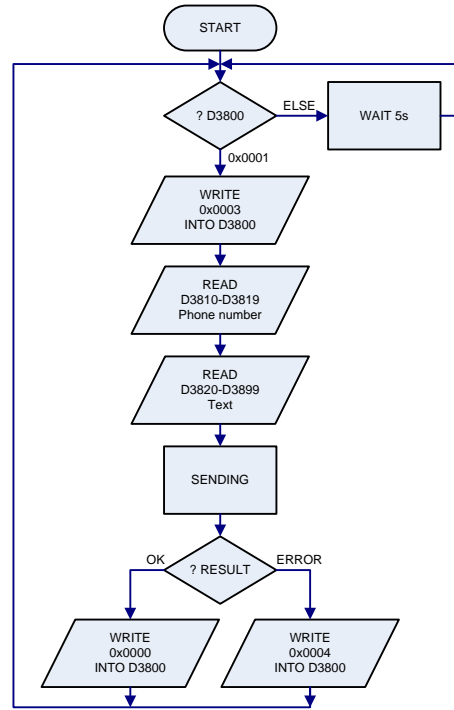 START
? D3800
ELSE
WAIT 5s
0x0001
WRITE
0x0003
INTO D3800
READ
D3810-D3819
Phone number
READ
D3820-D3899
Text
SENDING
OK
? RESULT
ERROR
WRITE
0x0000
INTO D3800
WRITE
0x0004
INTO D3800